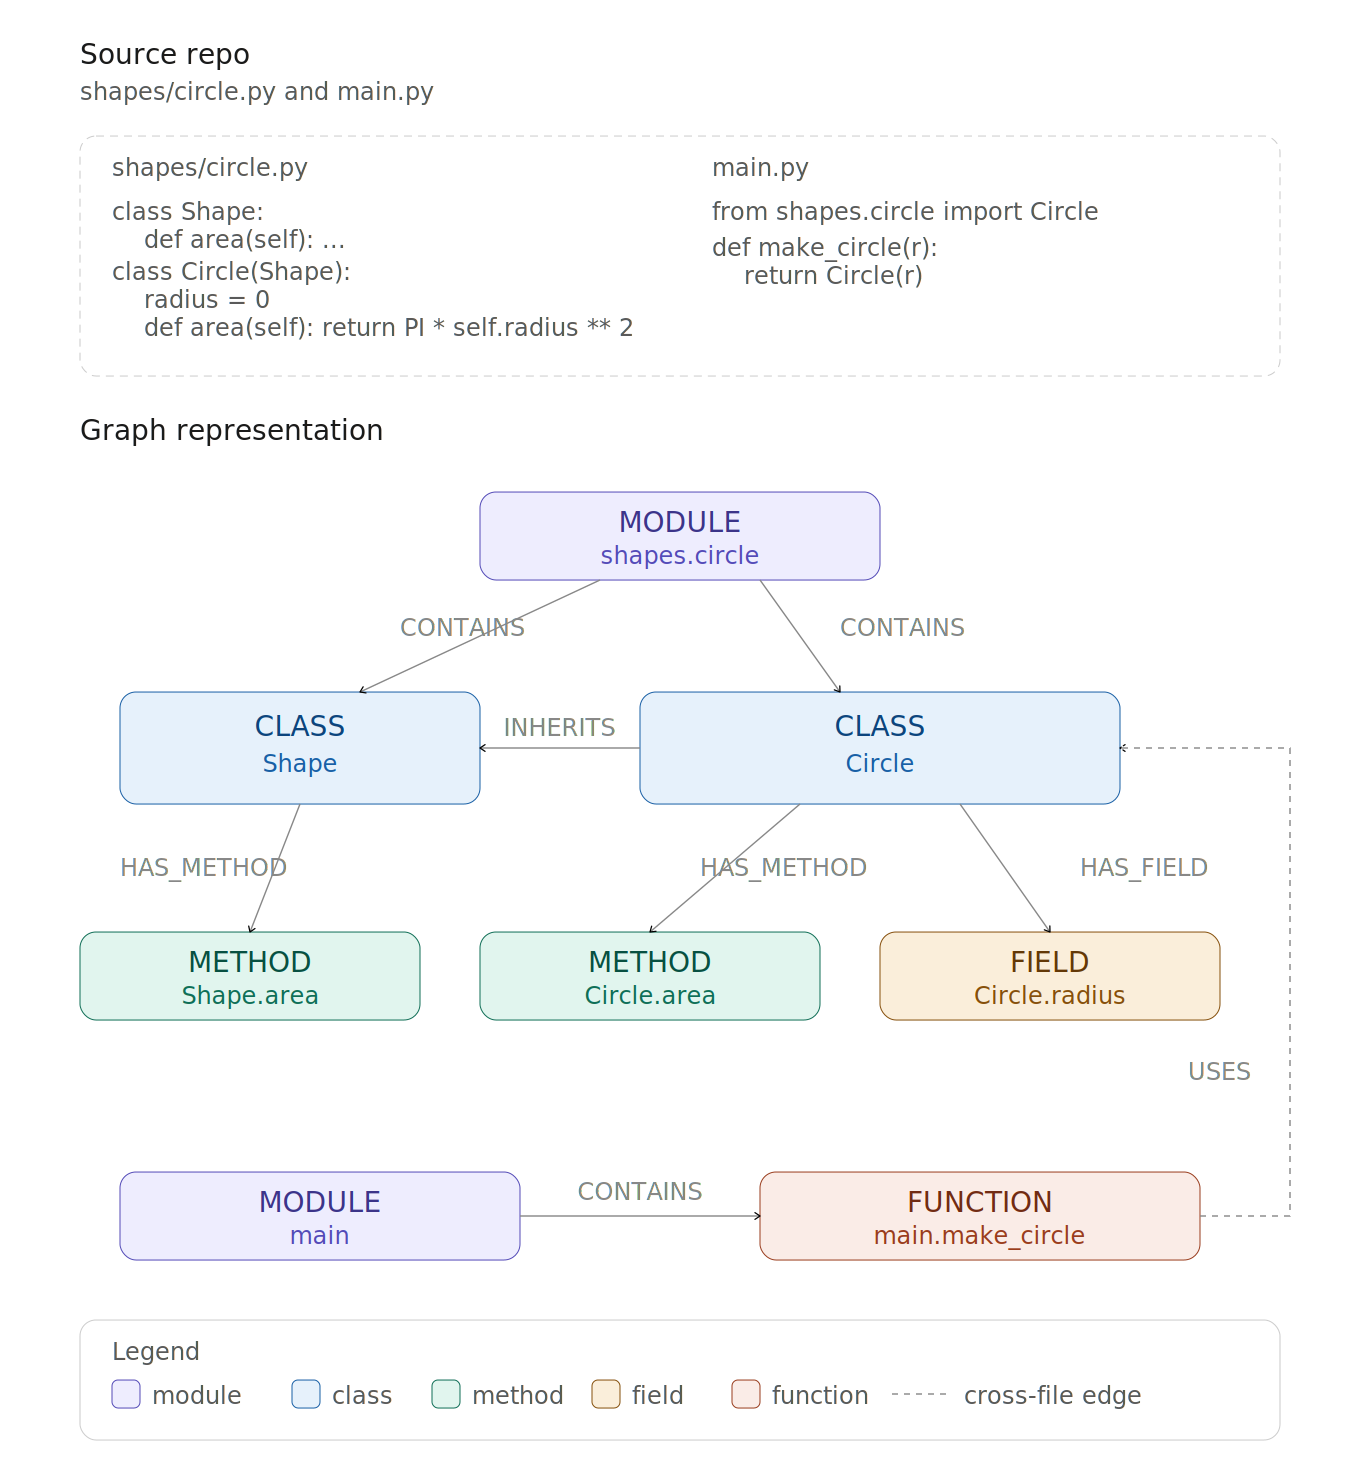 Source repo
shapes/circle.py and main.py
shapes/circle.py
class Shape:
def area(self): …
class Circle(Shape):
radius = 0
def area(self): return PI * self.radius ** 2
main.py
from shapes.circle import Circle
def make_circle(r):
return Circle(r)
Graph representation
MODULE
shapes.circle
CONTAINS
CONTAINS
CLASS
Shape
INHERITS
CLASS
Circle
HAS_METHOD
HAS_METHOD
HAS_FIELD
METHOD
Shape.area
METHOD
Circle.area
FIELD
Circle.radius
USES
MODULE
main
CONTAINS
FUNCTION
main.make_circle
Legend
module
class
method
field
function
cross-file edge